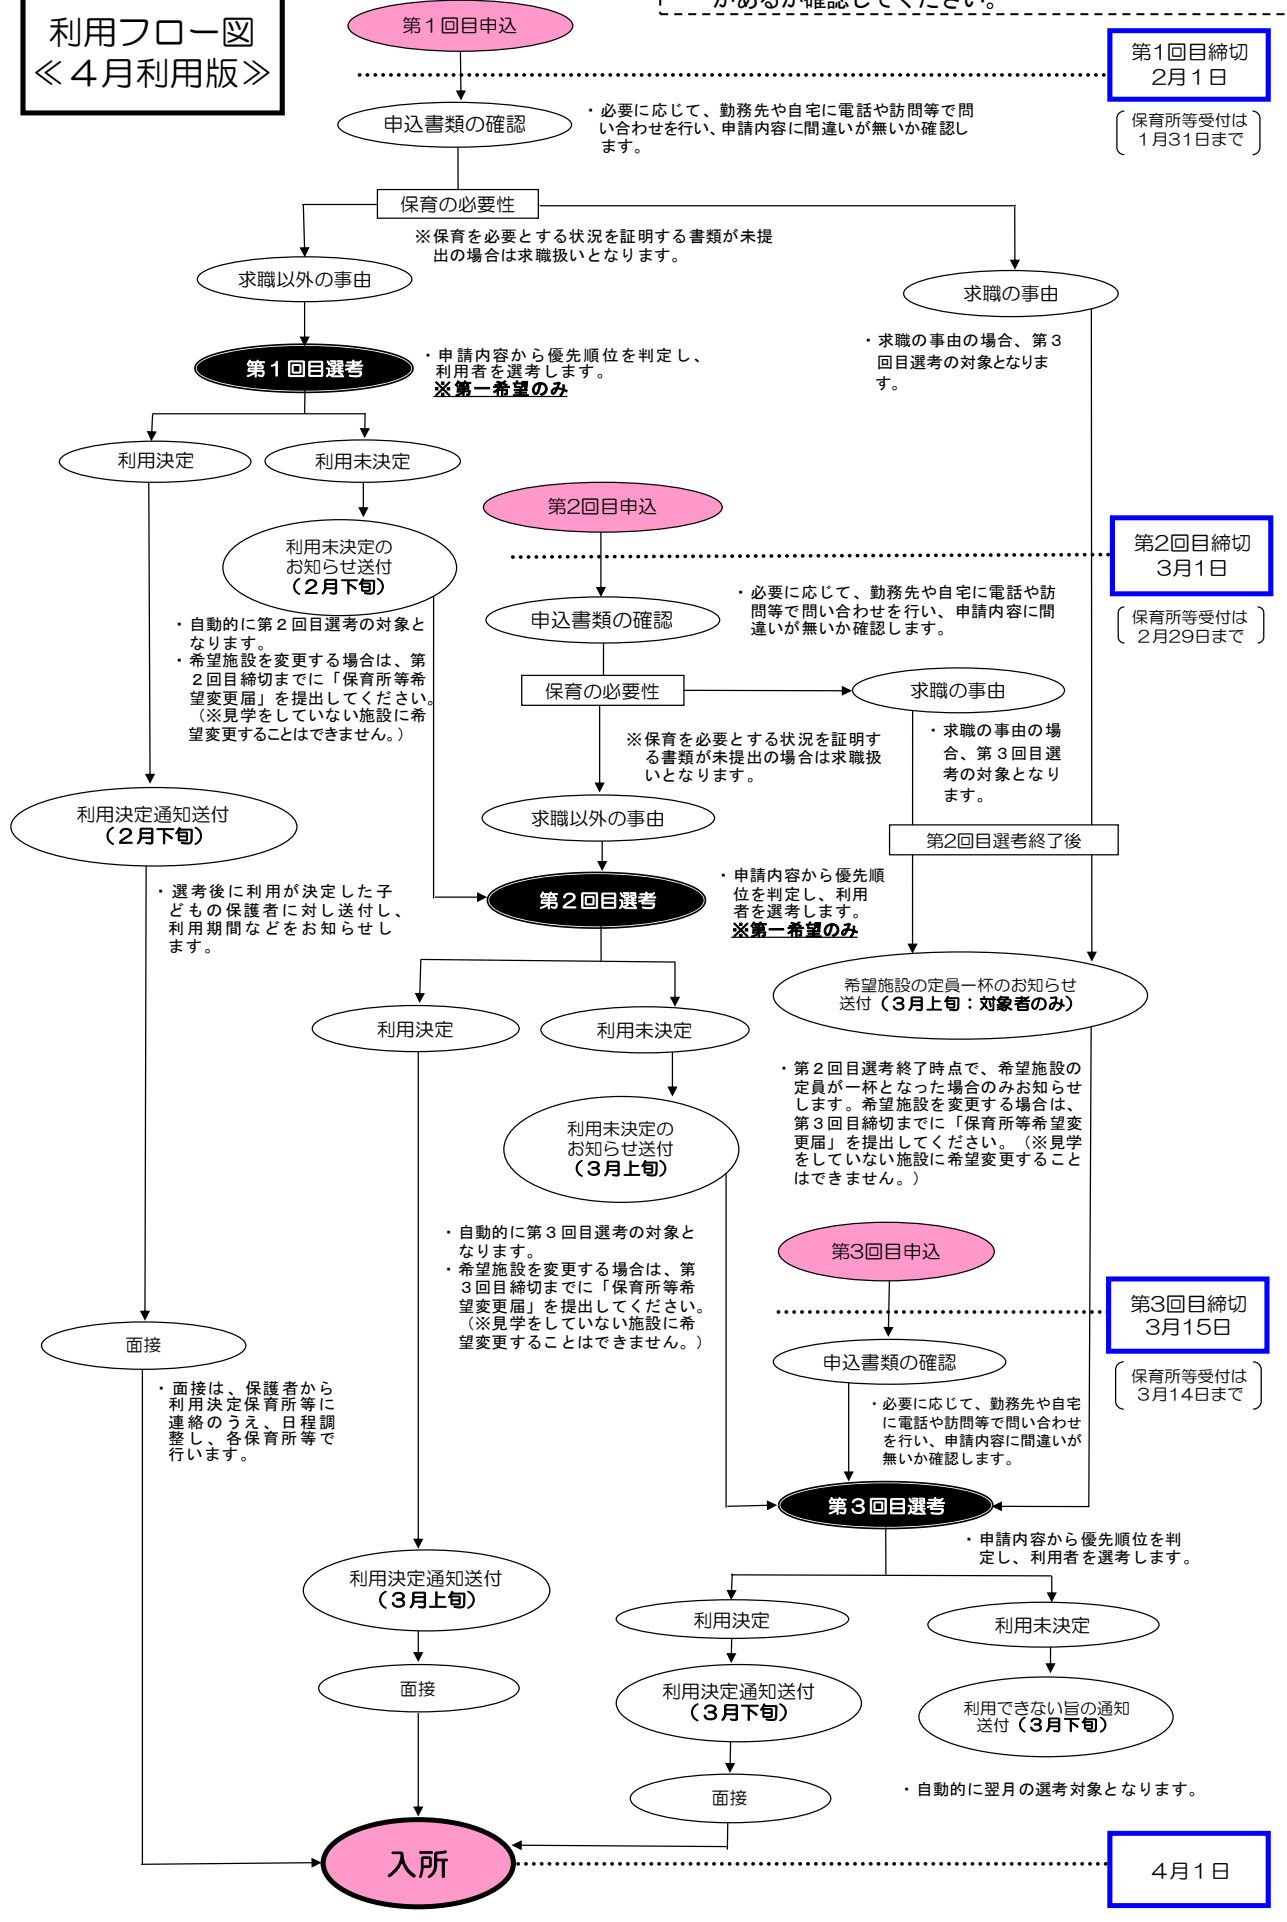 利用フロー図
≪４月利用版≫
があるか確認してください。
第１回目申込
第１回目締切
2月１日
保育所等受付は
１月31日まで
申込書類の確認
・必要に応じて、勤務先や自宅に電話や訪問等で問
い合わせを行い、申請内容に間違いが無いか確認し
ます。
保育の必要性
※保育を必要とする状況を証明する書類が未提
出の場合は求職扱いとなります。
求職以外の事由
求職の事由
・求職の事由の場合、第３
回目選考の対象となりま
す。
第１回目選考
・申請内容から優先順位を判定し、
利用者を選考します。
※第一希望のみ
利用決定
利用未決定
利用未決定の
お知らせ送付
（２月下旬）
・自動的に第２回目選考の対象と
なります。
・希望施設を変更する場合は、第
２回目締切までに「保育所等希
望変更届」を提出してください。
（※見学をしていない施設に希
望変更することはできません。）
第2回目申込
第2回目締切
3月1日
保育所等受付は
2月29日まで
申込書類の確認
・必要に応じて、勤務先や自宅に電話や訪
問等で問い合わせを行い、申請内容に間
違いが無いか確認します。
保育の必要性
求職の事由
※保育を必要とする状況を証明す
る書類が未提出の場合は求職扱
いとなります。
・求職の事由の場
合、第３回目選
考の対象となり
ます。
利用決定通知送付
（２月下旬）
求職以外の事由
第2回目選考終了後
・選考後に利用が決定した子
どもの保護者に対し送付し、
利用期間などをお知らせし
ます。
第２回目選考
・申請内容から優先順
位を判定し、利用
者を選考します。
※第一希望のみ
希望施設の定員一杯のお知らせ
送付（３月上旬：対象者のみ）
利用決定
利用未決定
・第２回目選考終了時点で、希望施設の
定員が一杯となった場合のみお知らせ
します。希望施設を変更する場合は、
第３回目締切までに「保育所等希望変
更届」を提出してください。（※見学
をしていない施設に希望変更すること
はできません。）
利用未決定の
お知らせ送付
（３月上旬）
・自動的に第３回目選考の対象と
なります。
・希望施設を変更する場合は、第
３回目締切までに「保育所等希
望変更届」を提出してください。
（※見学をしていない施設に希
望変更することはできません。）
第3回目申込
第3回目締切
3月15日
保育所等受付は
3月14日まで
面接
・面接は、保護者から
利用決定保育所等に
連絡のうえ、日程調
整し、各保育所等で
行います。
申込書類の確認
・必要に応じて、勤務先や自宅
に電話や訪問等で問い合わせ
を行い、申請内容に間違いが
無いか確認します。
第３回目選考
・申請内容から優先順位を判
定し、利用者を選考します。
利用決定通知送付
（３月上旬）
利用決定
利用未決定
面接
利用決定通知送付
（３月下旬）
利用できない旨の通知
送付（３月下旬）
・自動的に翌月の選考対象となります。
面接
入所
４月１日